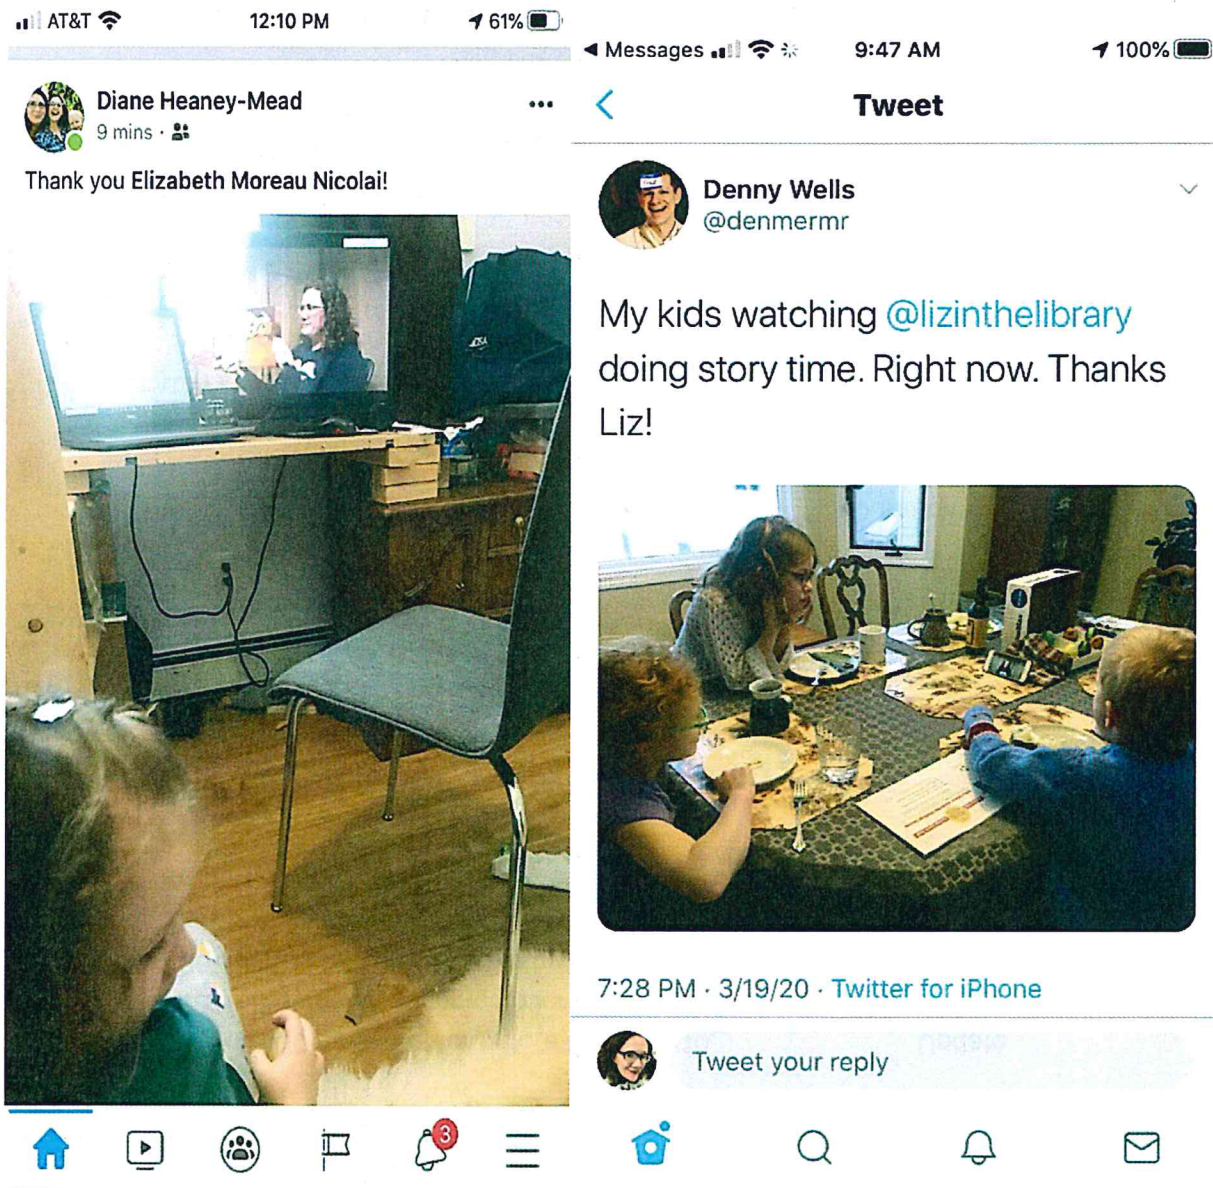 AT&T 12:10 PM 61%
Diane Heaney-Mead
9 mins ·
Thank you Elizabeth Moreau Nicolai!
3
Messages 9:47 AM 100%
Tweet
Denny Wells
@denmermr
My kids watching @lizinthelibrary
doing story time. Right now. Thanks
Liz!
7:28 PM · 3/19/20 · Twitter for iPhone
Tweet your reply